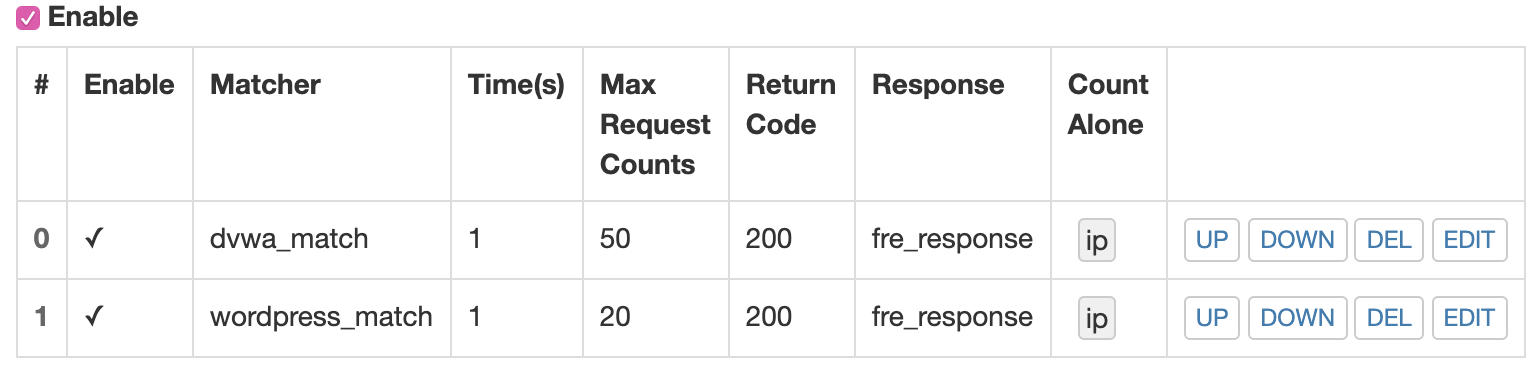 Enable
# Enable Matcher Time(s) Max Request Counts Return Code Response Count Alone
0 ✓ dvwa_match 1 50 200 fre_response ip UP DOWN DEL EDIT
1 ✓ wordpress_match 1 20 200 fre_response ip UP DOWN DEL EDIT